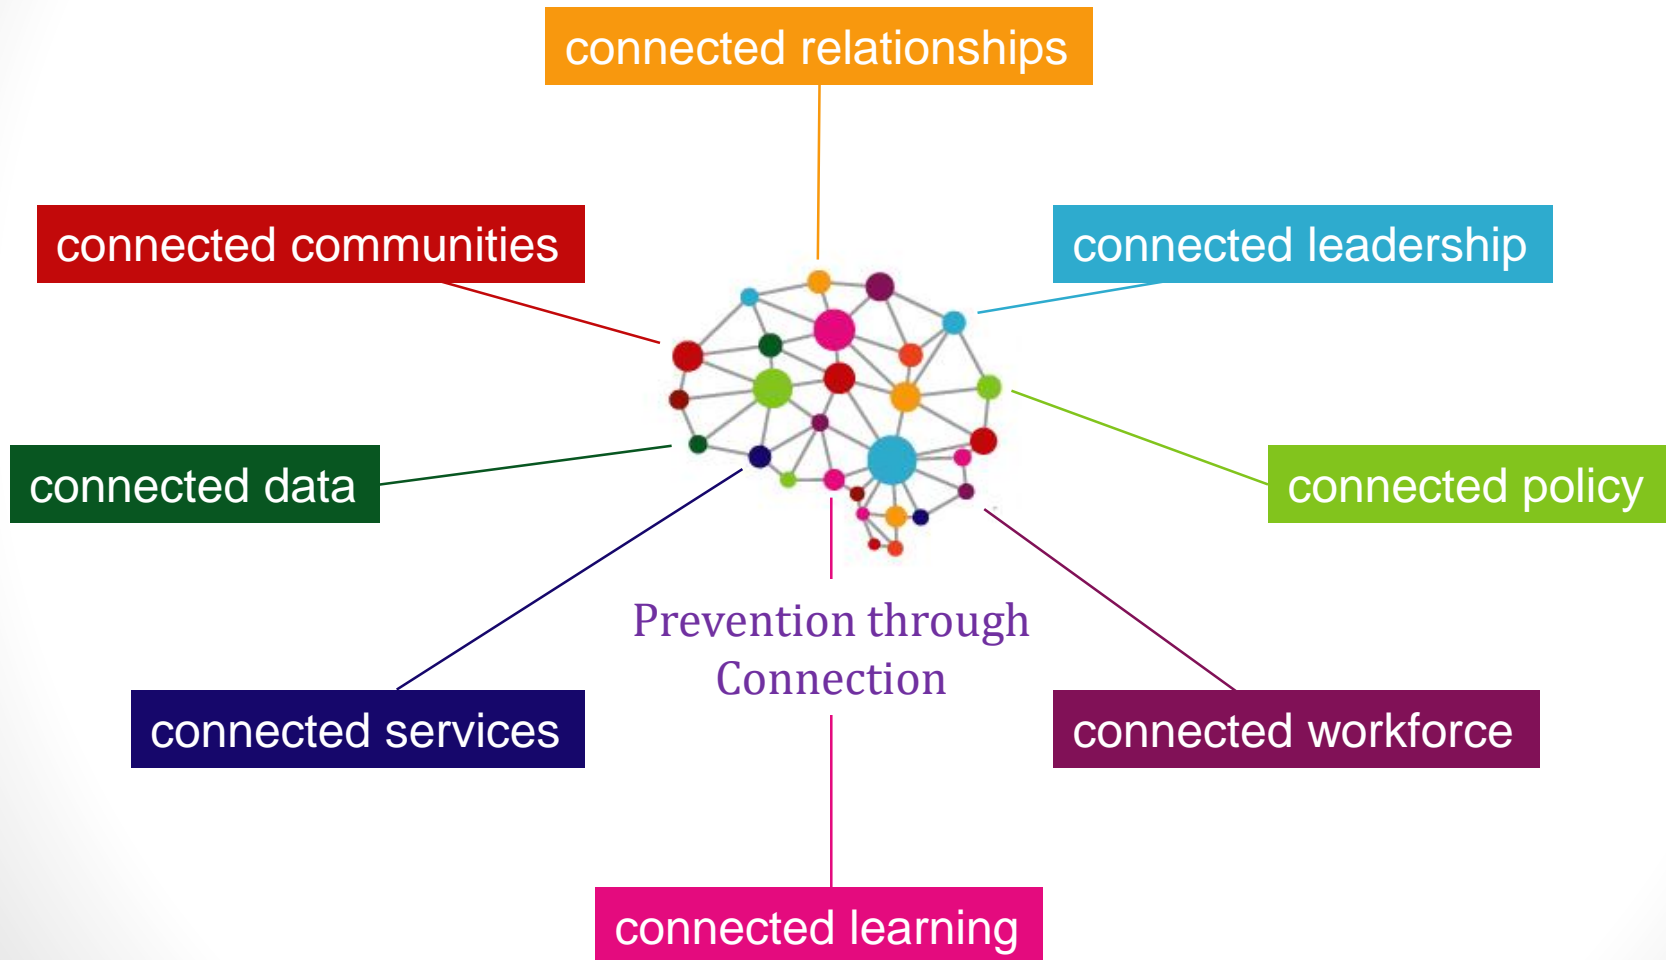 connected relationships
connected communities
connected leadership
connected data
connected policy
Prevention through
Connection
connected services
connected workforce
connected learning